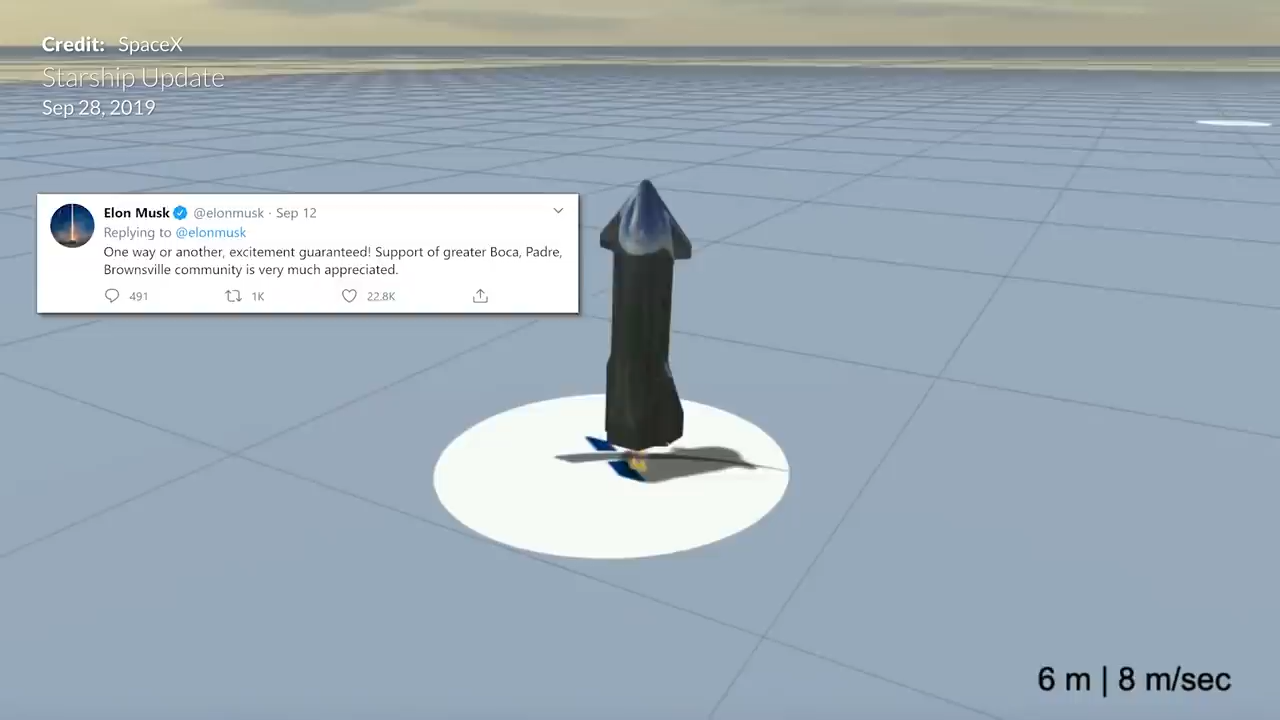 Credit: SpaceX
Starship Update
Sep 28, 2019
Elon Musk @elonmusk · Sep 12
Replying to @elonmusk
One way or another, excitement guaranteed! Support of greater Boca, Padre,
Brownsville community is very much appreciated.
491 1K 22.8K
6 m | 8 m/sec